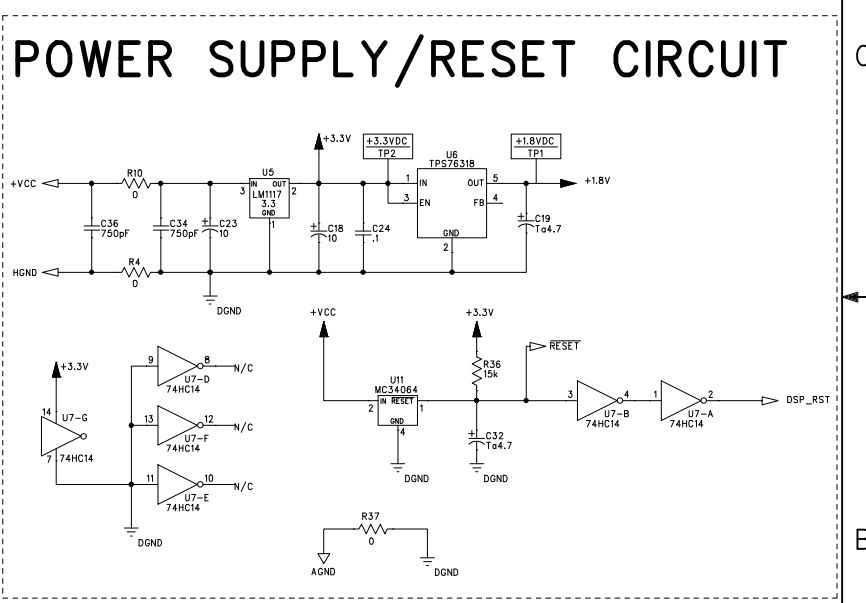 POWER SUPPLY/RESET CIRCUIT
C
+3.3V
+3.3VDC
TP2
U6
TPS76318
+1.8VDC
TP1
+VCC
R10
0
U5
3
IN OUT
2
LM1117
3.3
GND
1
1
IN
OUT
5
3
EN
FB
4
GND
2
+1.8V
C36
750pF
C34
750pF
+
C23
10
+
C18
10
C24
.1
+
C19
Ta4.7
HGND
R4
0
DGND
+VCC
+3.3V
RESET
R36
15k
U11
MC34064
2
IN RESET
1
GND
4
DGND
+
C32
Ta4.7
DGND
3
4
U7-B
74HC14
1
2
U7-A
74HC14
DSP_RST
+3.3V
14
U7-G
7
74HC14
9
8
N/C
U7-D
74HC14
13
12
N/C
U7-F
74HC14
11
10
N/C
U7-E
74HC14
DGND
R37
0
AGND
DGND
B